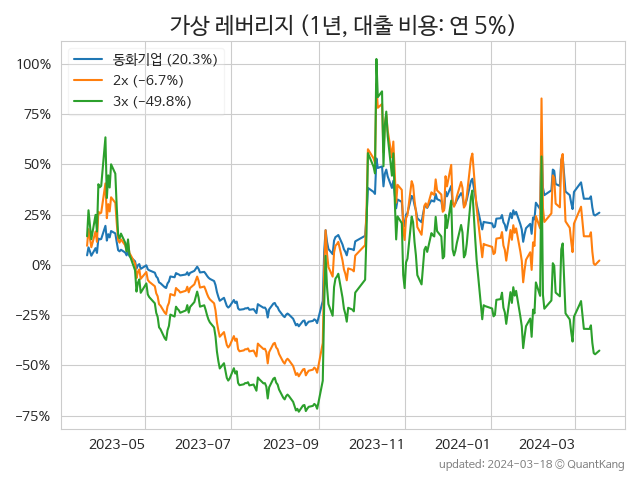 가상 레버리지 (1년, 대출 비용: 연 5%)
동화기업 (20.3%)
2x (−6.7%)
3x (−49.8%)
100%
75%
50%
25%
0%
−25%
−50%
−75%
2023-05 2023-07 2023-09 2023-11 2024-01 2024-03
updated: 2024-03-18 © QuantKang